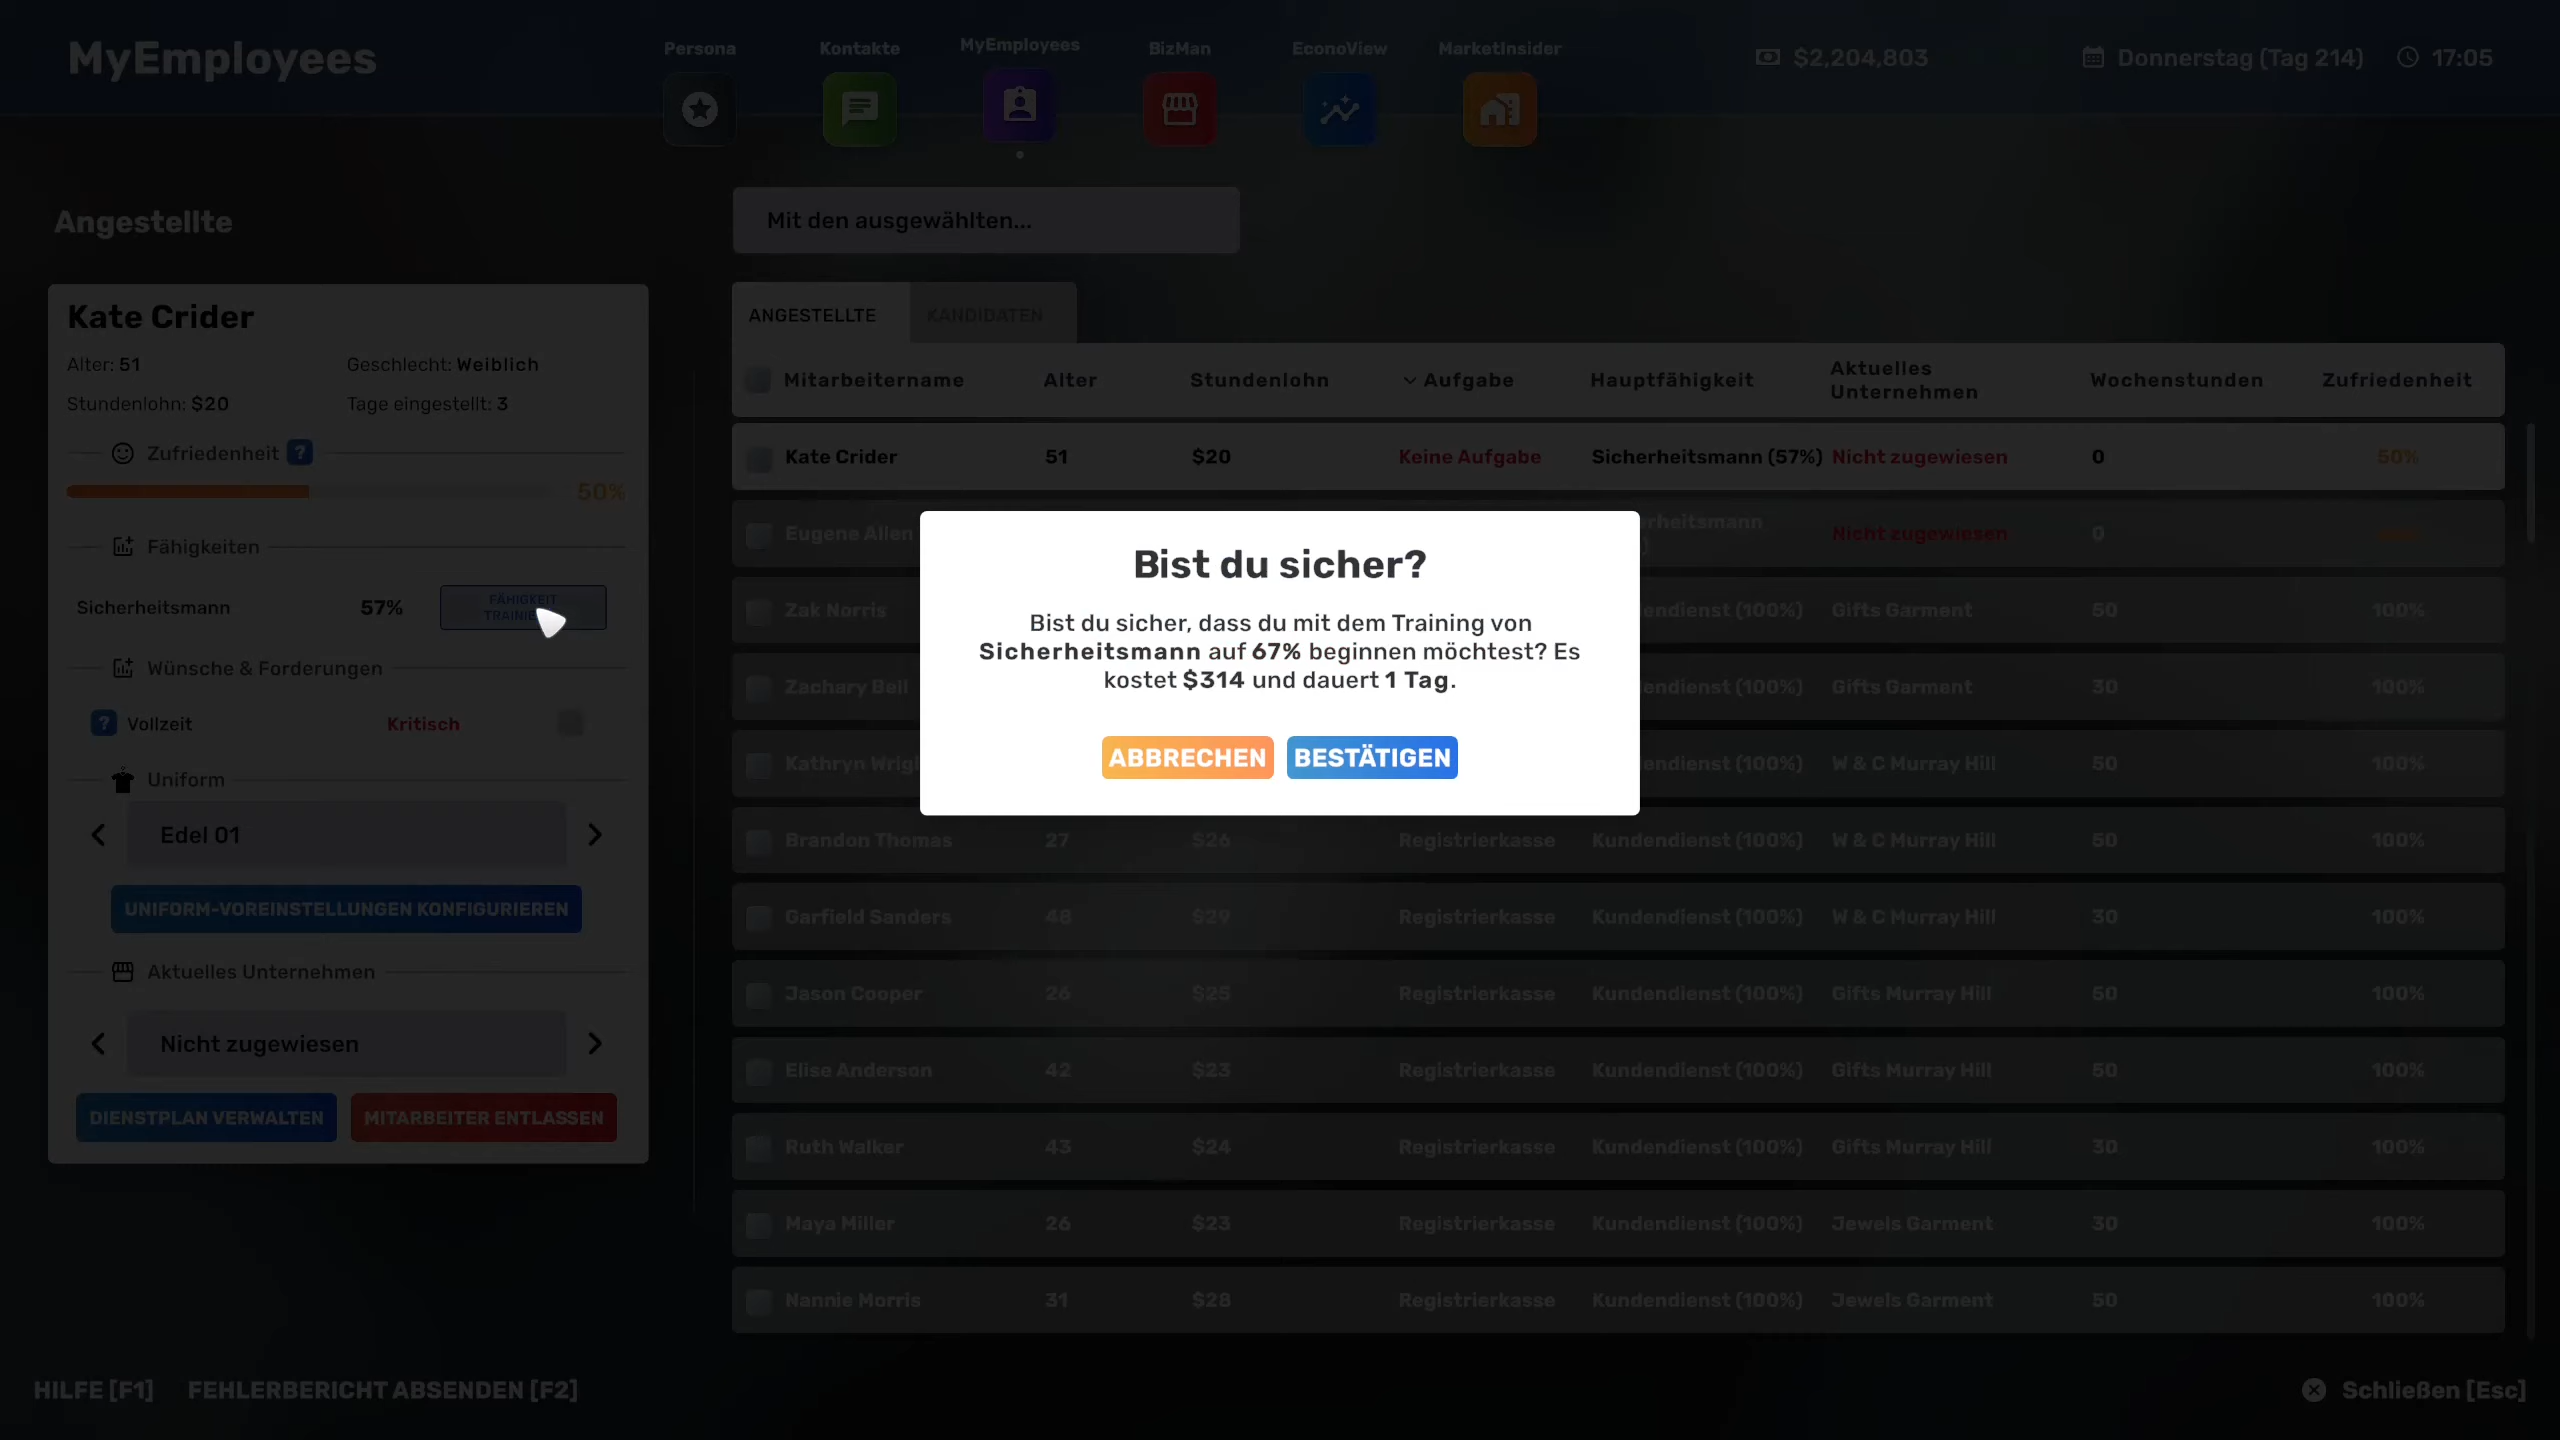 MyEmployees
Persona
Kontakte
MyEmployees
BizMan
EconoView
MarketInsider
$2,204,803
Donnerstag (Tag 214)
17:05
Angestellte
Mit den ausgewählten...
Kate Crider
Alter: 51
Geschlecht: Weiblich
Stundenlohn: $20
Tage eingestellt: 3
Zufriedenheit ?
50%
Fähigkeiten
Sicherheitsmann 57%
FÄHIGKEIT
Wünsche & Forderungen
? Vollzeit Kritisch
Uniform
Edel 01
UNIFORM-VOREINSTELLUNGEN KONFIGURIEREN
Aktuelles Unternehmen
Nicht zugewiesen
DIENSTPLAN VERWALTEN
MITARBEITER ENTLASSEN
ANGESTELLTE
KANDIDATEN
Mitarbeitername Alter Stundenlohn Aufgabe Hauptfähigkeit Aktuelles Unternehmen Wochenstunden Zufriedenheit
Kate Crider 51 $20 Keine Aufgabe Sicherheitsmann (57%) Nicht zugewiesen 0 50%
Eugene Allen Nicht zugewiesen 0
Zak Norris (100%) Gifts Garment 50 100%
Zachary Bell (100%) Gifts Garment 30 100%
Kathryn (100%) W & C Murray Hill 50 100%
Brandon Thomas 27 $26 Registrierkasse Kundendienst (100%) W & C Murray Hill 50 100%
Garfield Sanders 48 $29 Registrierkasse Kundendienst (100%) W & C Murray Hill 30 100%
Jason Cooper 26 $25 Registrierkasse Kundendienst (100%) Gifts Murray Hill 50 100%
Elise Anderson 42 $23 Registrierkasse Kundendienst (100%) Gifts Murray Hill 50 100%
Ruth Walker 43 $24 Registrierkasse Kundendienst (100%) Gifts Murray Hill 30 100%
Maya Miller 26 $23 Registrierkasse Kundendienst (100%) Jewels Garment 30 100%
Nannie Morris 31 $28 Registrierkasse Kundendienst (100%) Jewels Garment 50 100%
Bist du sicher?
Bist du sicher, dass du mit dem Training von
Sicherheitsmann auf 67% beginnen möchtest? Es
kostet $314 und dauert 1 Tag.
ABBRECHEN
BESTÄTIGEN
HILFE [F1]
FEHLERBERICHT ABSENDEN [F2]
Schließen [Esc]